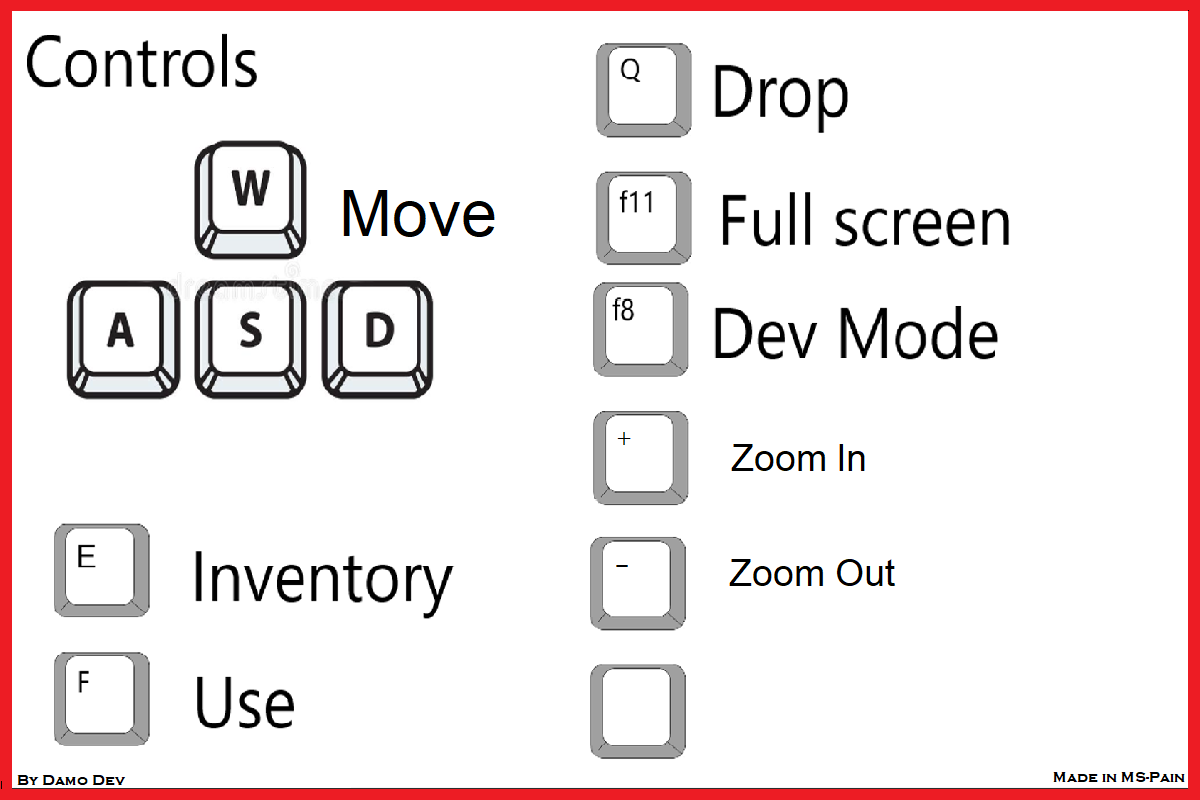 Controls
W Move
A S D
E Inventory
F Use
Q Drop
f11 Full screen
f8 Dev Mode
+ Zoom In
- Zoom Out
dreamstime
By Damo Dev
Made in MS-Pain